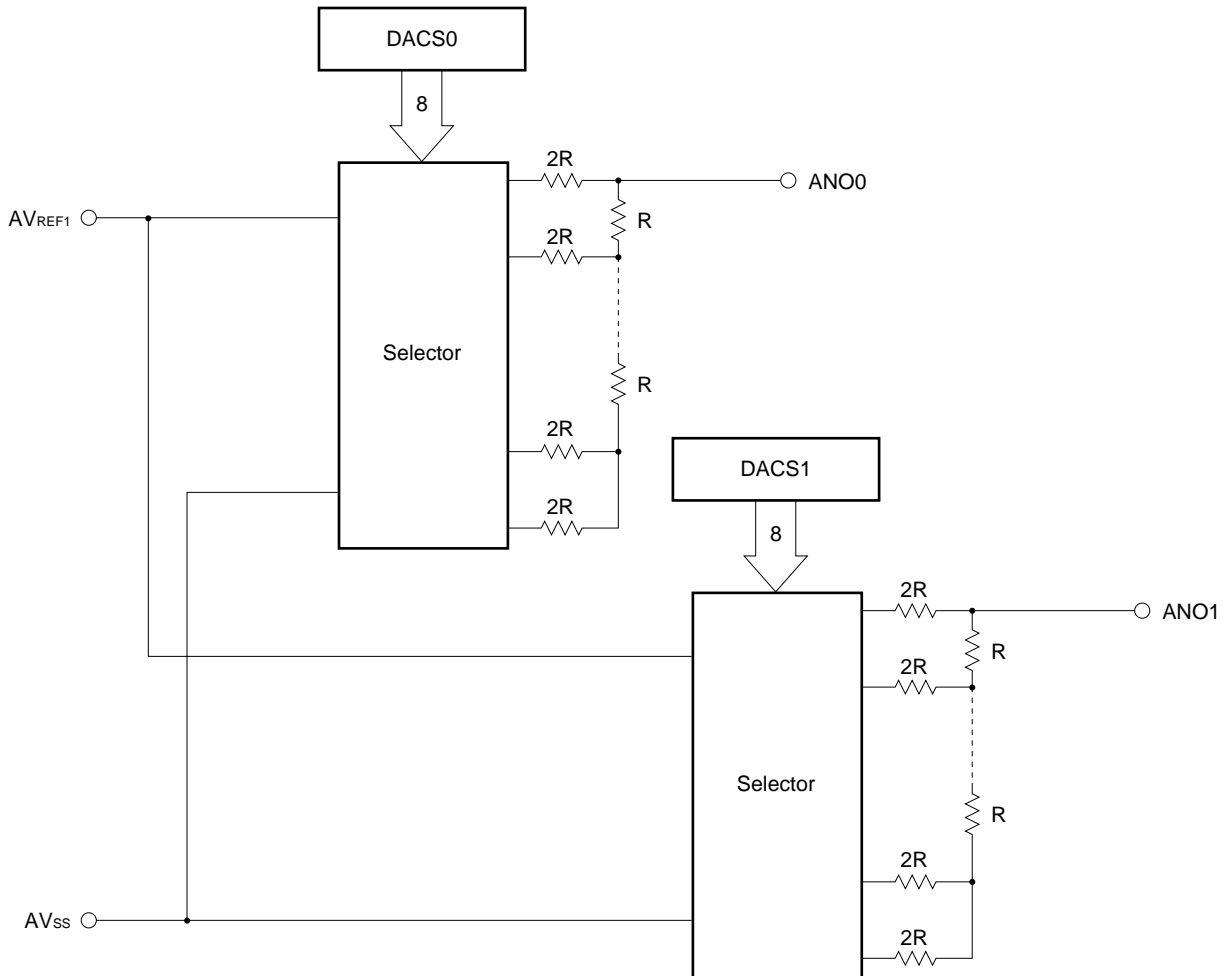 DACS0
8
2R
ANO0
AVREF1
R
2R
Selector
R
2R
DACS1
2R
8
2R
ANO1
R
2R
Selector
R
2R
AVSS
2R